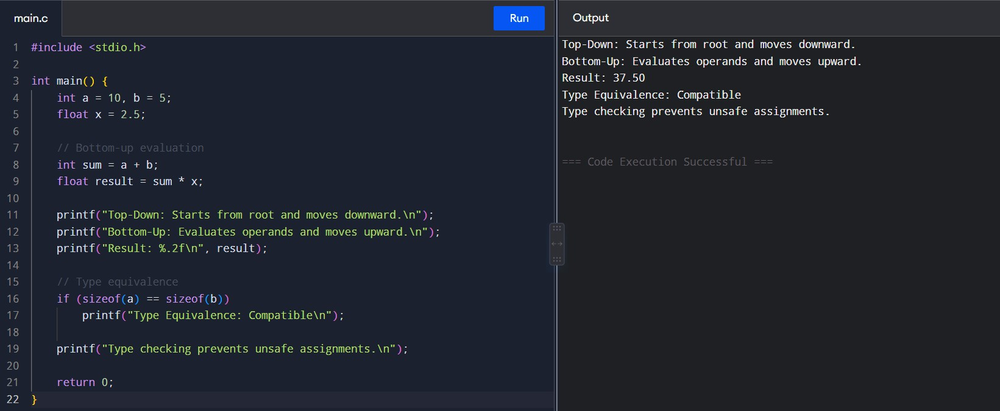 main.c
Run
1 #include <stdio.h>
2
3 int main() {
4 int a = 10, b = 5;
5 float x = 2.5;
6
7 // Bottom-up evaluation
8 int sum = a + b;
9 float result = sum * x;
10
11 printf("Top-Down: Starts from root and moves downward.\n");
12 printf("Bottom-Up: Evaluates operands and moves upward.\n");
13 printf("Result: %.2f\n", result);
14
15 // Type equivalence
16 if (sizeof(a) == sizeof(b))
17 printf("Type Equivalence: Compatible\n");
18
19 printf("Type checking prevents unsafe assignments.\n");
20
21 return 0;
22 }
Output
Top-Down: Starts from root and moves downward.
Bottom-Up: Evaluates operands and moves upward.
Result: 37.50
Type Equivalence: Compatible
Type checking prevents unsafe assignments.
=== Code Execution Successful ===